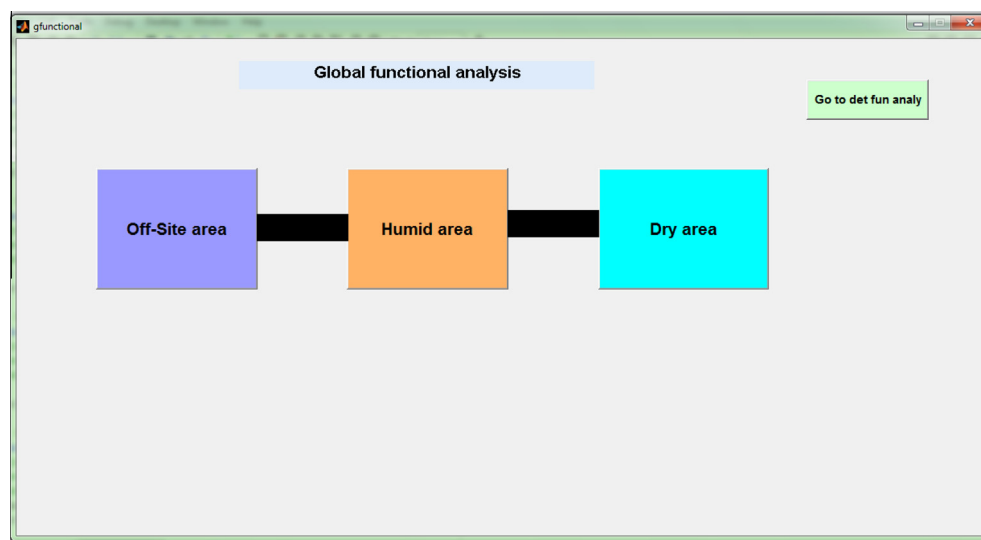 gfunctional
Global functional analysis
Go to det fun analy
Off-Site area
Humid area
Dry area